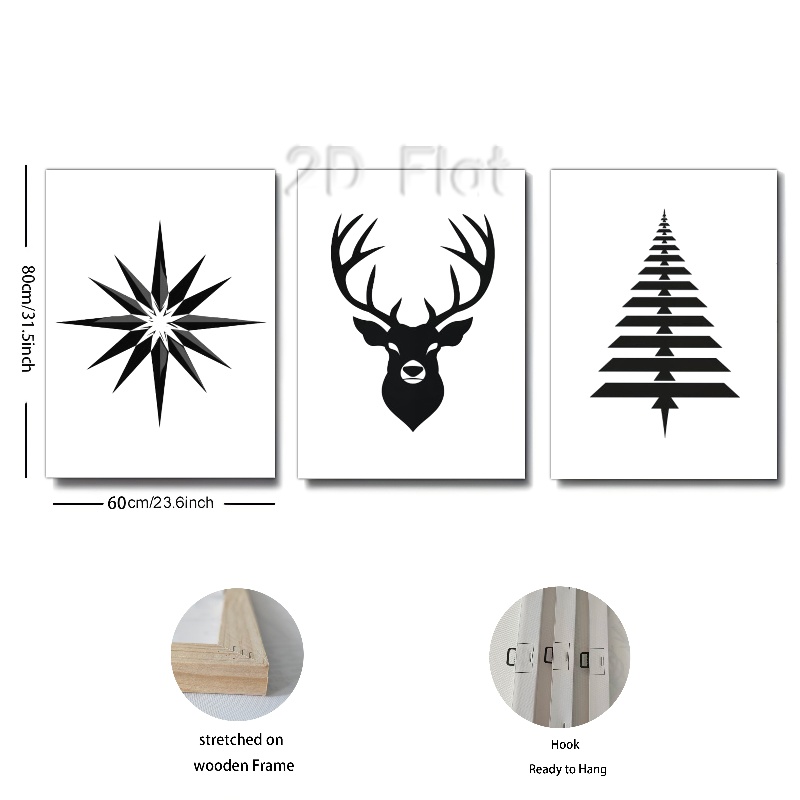 2D Flat
80cm/31.5inch
60cm/23.6inch
stretched on
wooden Frame
Hook
Ready to Hang